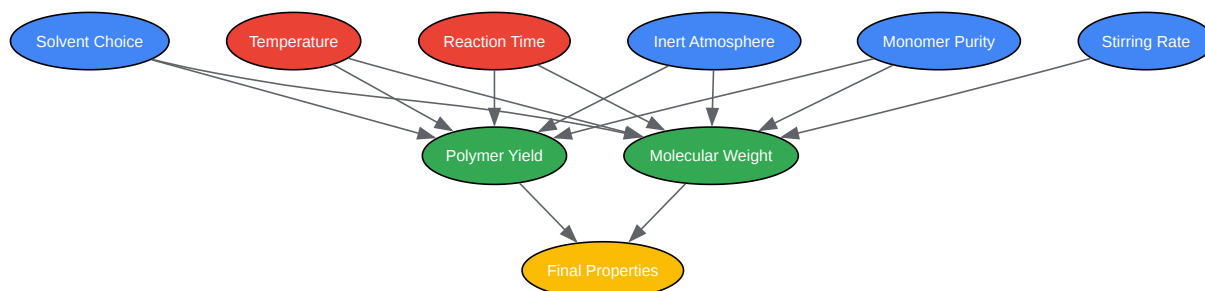 Solvent Choice
Temperature
Reaction Time
Inert Atmosphere
Monomer Purity
Stirring Rate
Polymer Yield
Molecular Weight
Final Properties